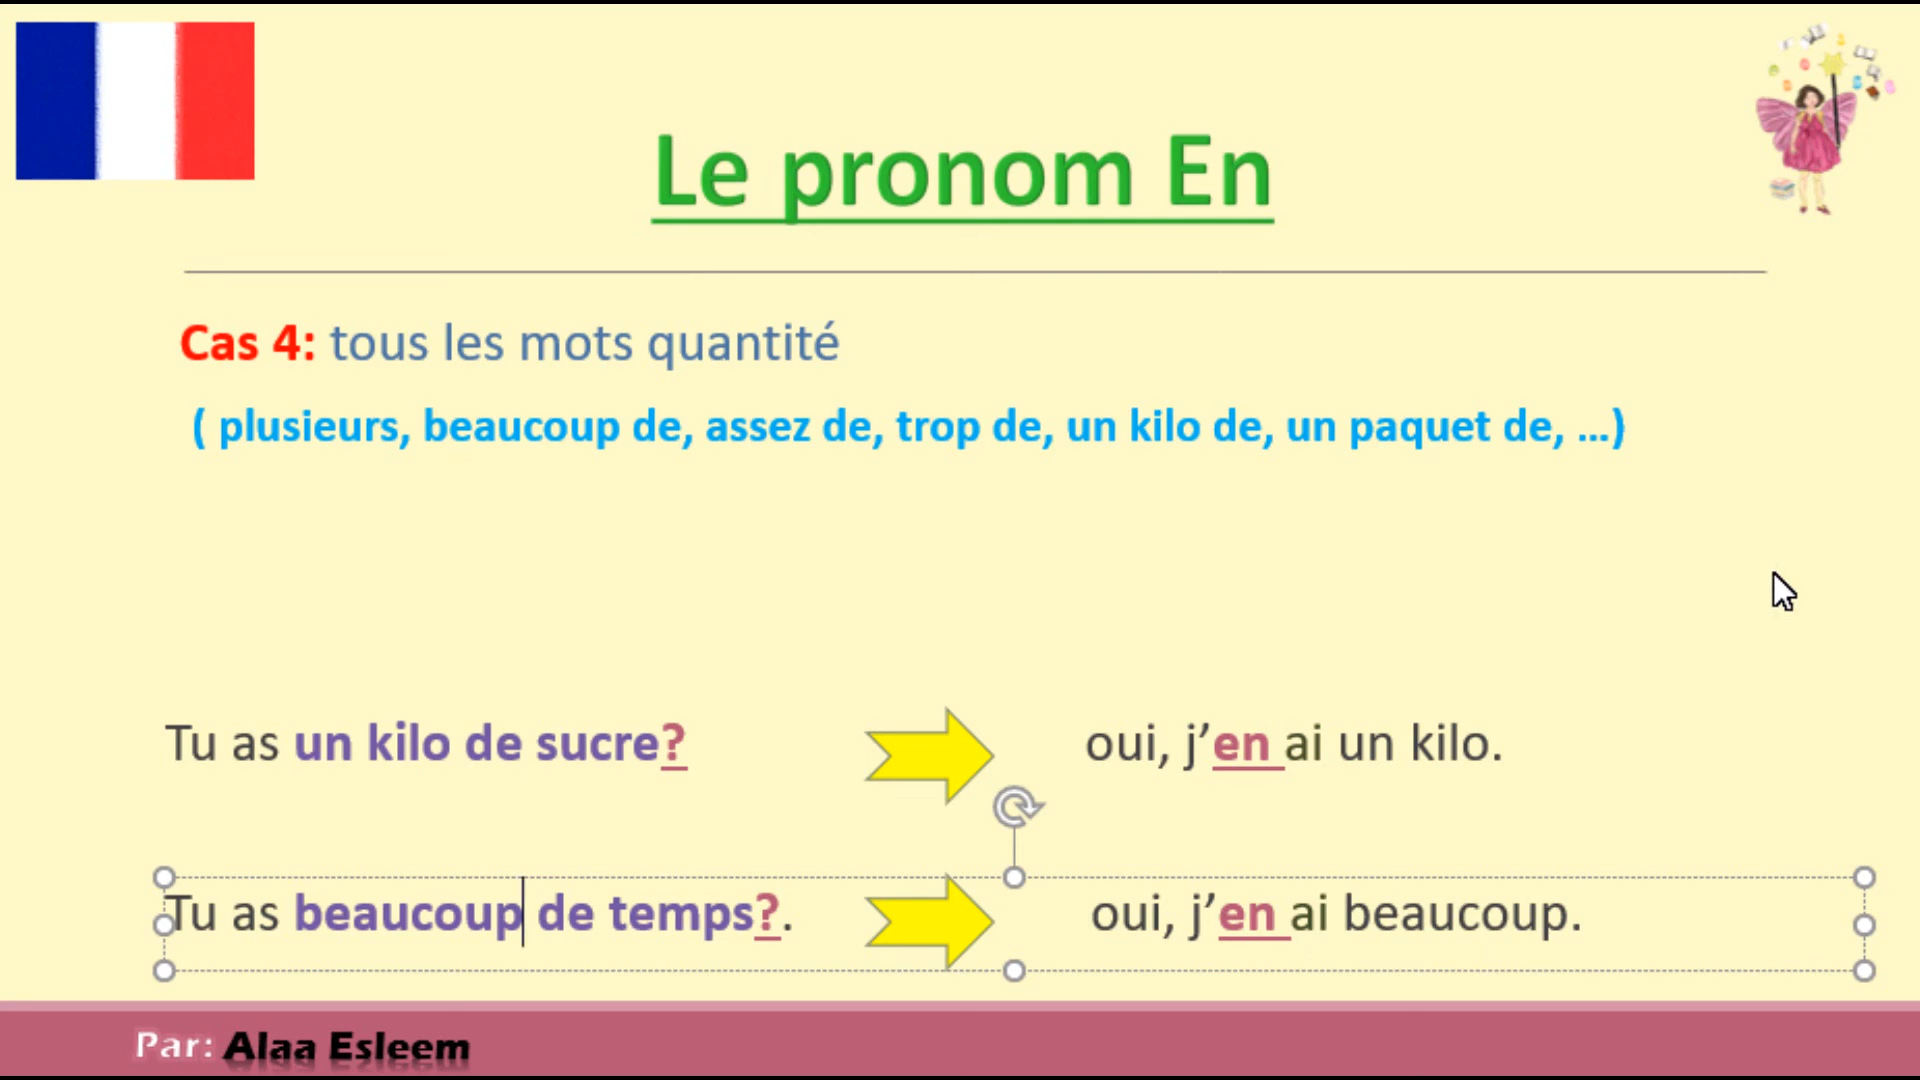 Le pronom En
Cas 4: tous les mots quantité
( plusieurs, beaucoup de, assez de, trop de, un kilo de, un paquet de, ...)
Tu as un kilo de sucre? oui, j’en ai un kilo.
Tu as beaucoup de temps?. oui, j’en ai beaucoup.
Par: Alaa Esleem